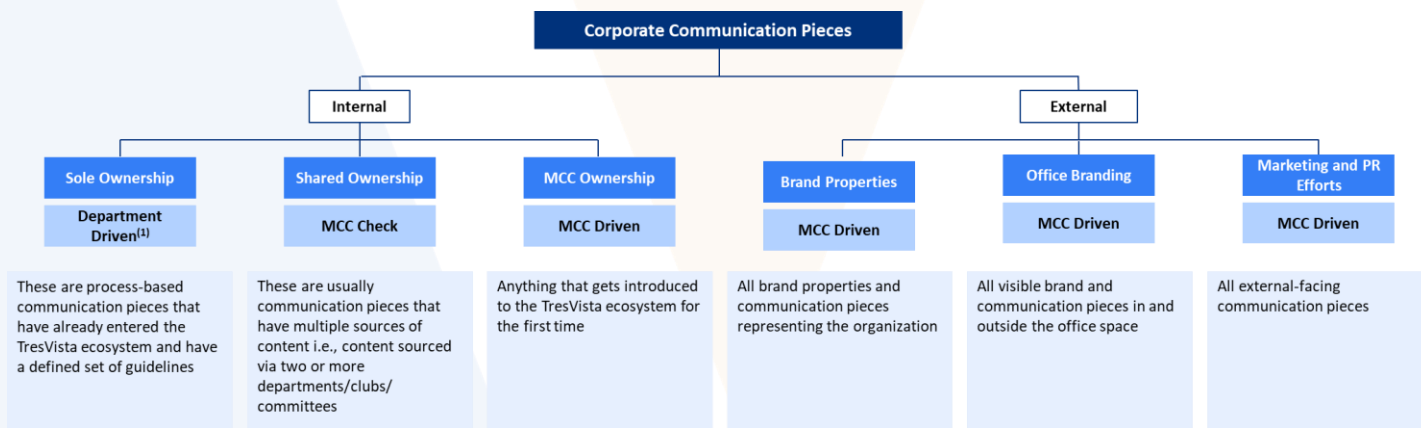 Corporate Communication Pieces
Internal
External
Sole Ownership
Shared Ownership
MCC Ownership
Brand Properties
Office Branding
Marketing and PR
Efforts
Department
Driven(1)
MCC Check
MCC Driven
MCC Driven
MCC Driven
MCC Driven
These are process-based
communication pieces that
have already entered the
TresVista ecosystem and have
a defined set of guidelines
These are usually
communication pieces that
have multiple sources of
content i.e., content sourced
via two or more
departments/clubs/
committees
Anything that gets introduced
to the TresVista ecosystem for
the first time
All brand properties and
communication pieces
representing the organization
All visible brand and
communication pieces in and
outside the office space
All external-facing
communication pieces